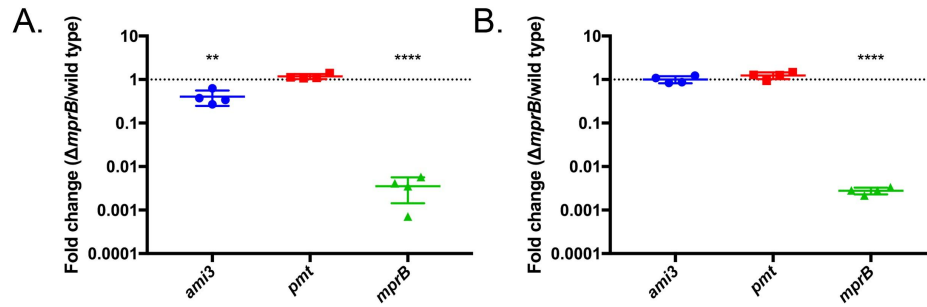 A.
Fold change (ΔmprB/wild type)
10
1
0.1
0.01
0.001
0.0001
**
****
ami3
pmt
mprB
B.
Fold change (ΔmprB/wild type)
10
1
0.1
0.01
0.001
0.0001
****
ami3
pmt
mprB